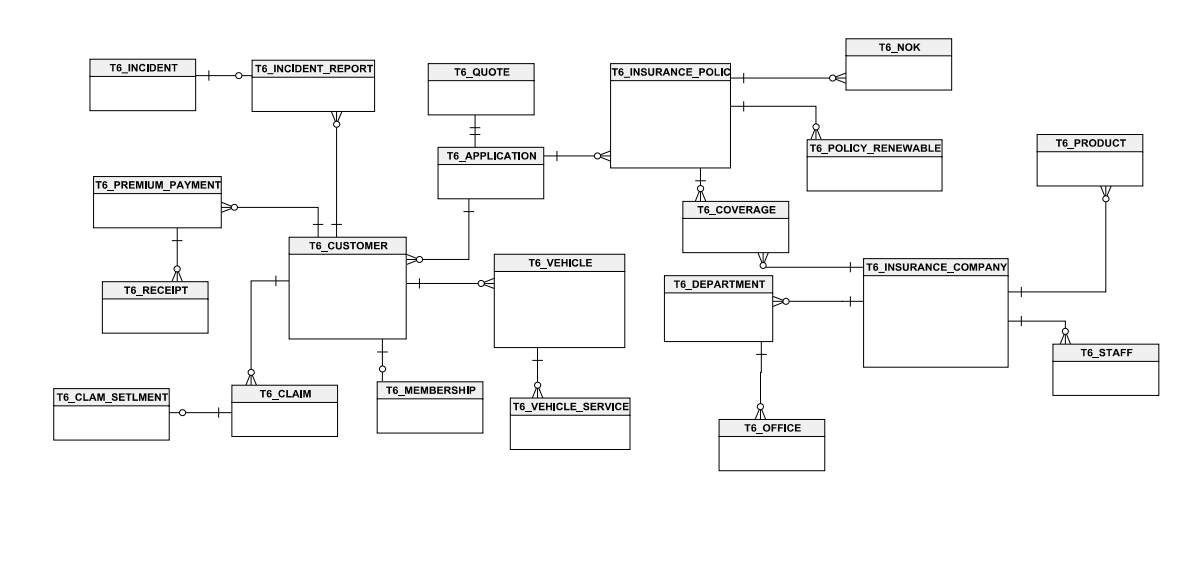 T6_NOK
T6_INCIDENT
T6_INCIDENT_REPORT
T6_QUOTE
T6_INSURANCE_POLIC
T6_PRODUCT
T6_APPLICATION
T6_POLICY_RENEWABLE
T6_PREMIUM_PAYMENT
T6_COVERAGE
T6_CUSTOMER
T6_VEHICLE
T6_INSURANCE_COMPANY
T6_RECEIPT
T6_DEPARTMENT
T6_STAFF
T6_CLAM_SETLMENT
T6_CLAIM
T6_MEMBERSHIP
T6_VEHICLE_SERVICE
T6_OFFICE